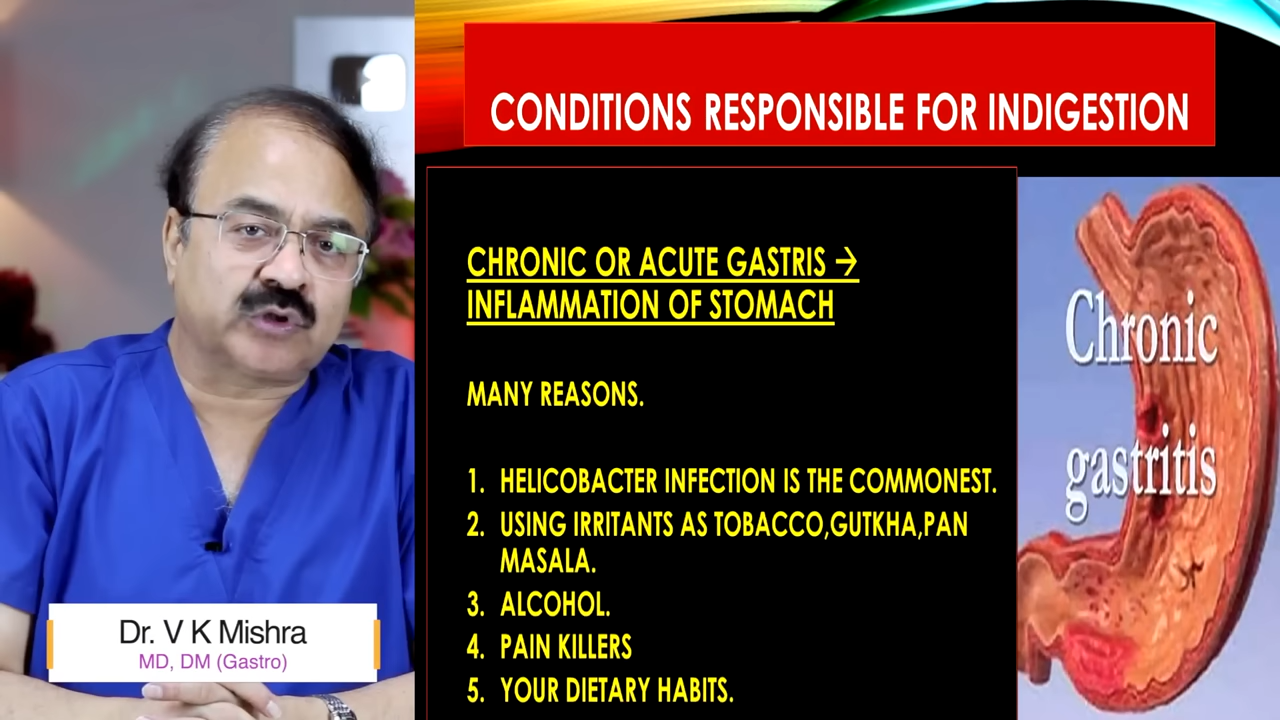 CONDITIONS RESPONSIBLE FOR INDIGESTION
CHRONIC OR ACUTE GASTRIS →
INFLAMMATION OF STOMACH
MANY REASONS.
1. HELICOBACTER INFECTION IS THE COMMONEST.
2. USING IRRITANTS AS TOBACCO,GUTKHA,PAN
MASALA.
3. ALCOHOL.
4. PAIN KILLERS
5. YOUR DIETARY HABITS.
Chronic
gastritis
Dr. V K Mishra
MD, DM (Gastro)